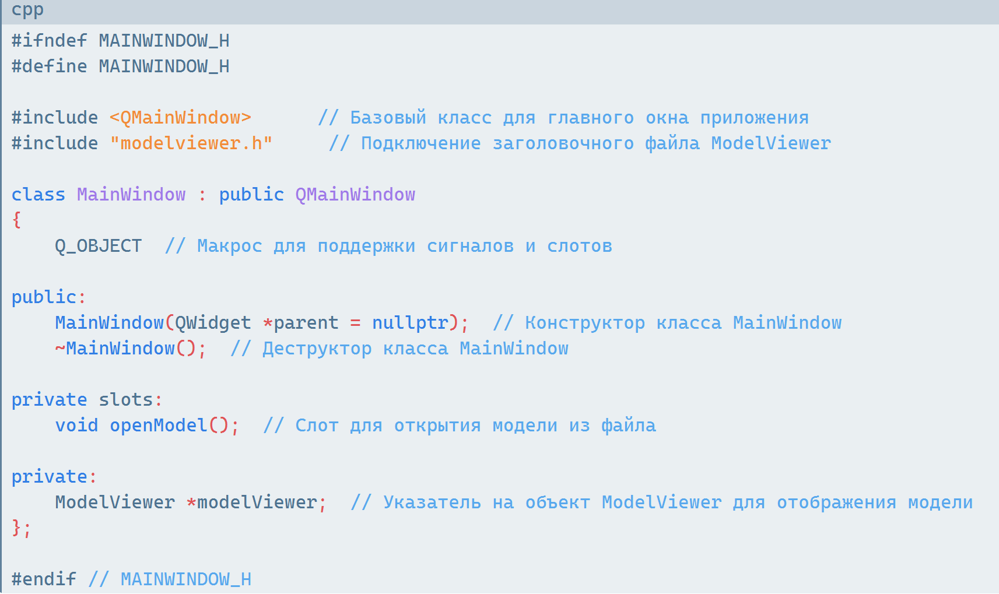 cpp
#ifndef MAINWINDOW_H
#define MAINWINDOW_H
#include <QMainWindow>      // Базовый класс для главного окна приложения
#include "modelviewer.h"     // Подключение заголовочного файла ModelViewer
class MainWindow : public QMainWindow
{
    Q_OBJECT  // Макрос для поддержки сигналов и слотов
public:
    MainWindow(QWidget *parent = nullptr);  // Конструктор класса MainWindow
    ~MainWindow();  // Деструктор класса MainWindow
private slots:
    void openModel();  // Слот для открытия модели из файла
private:
    ModelViewer *modelViewer;  // Указатель на объект ModelViewer для отображения модели
};
#endif // MAINWINDOW_H